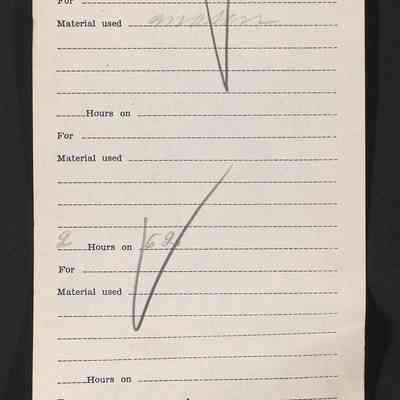 For
Material used
Hours on
For
Material used
2 Hours on
For
Material used
Hours on